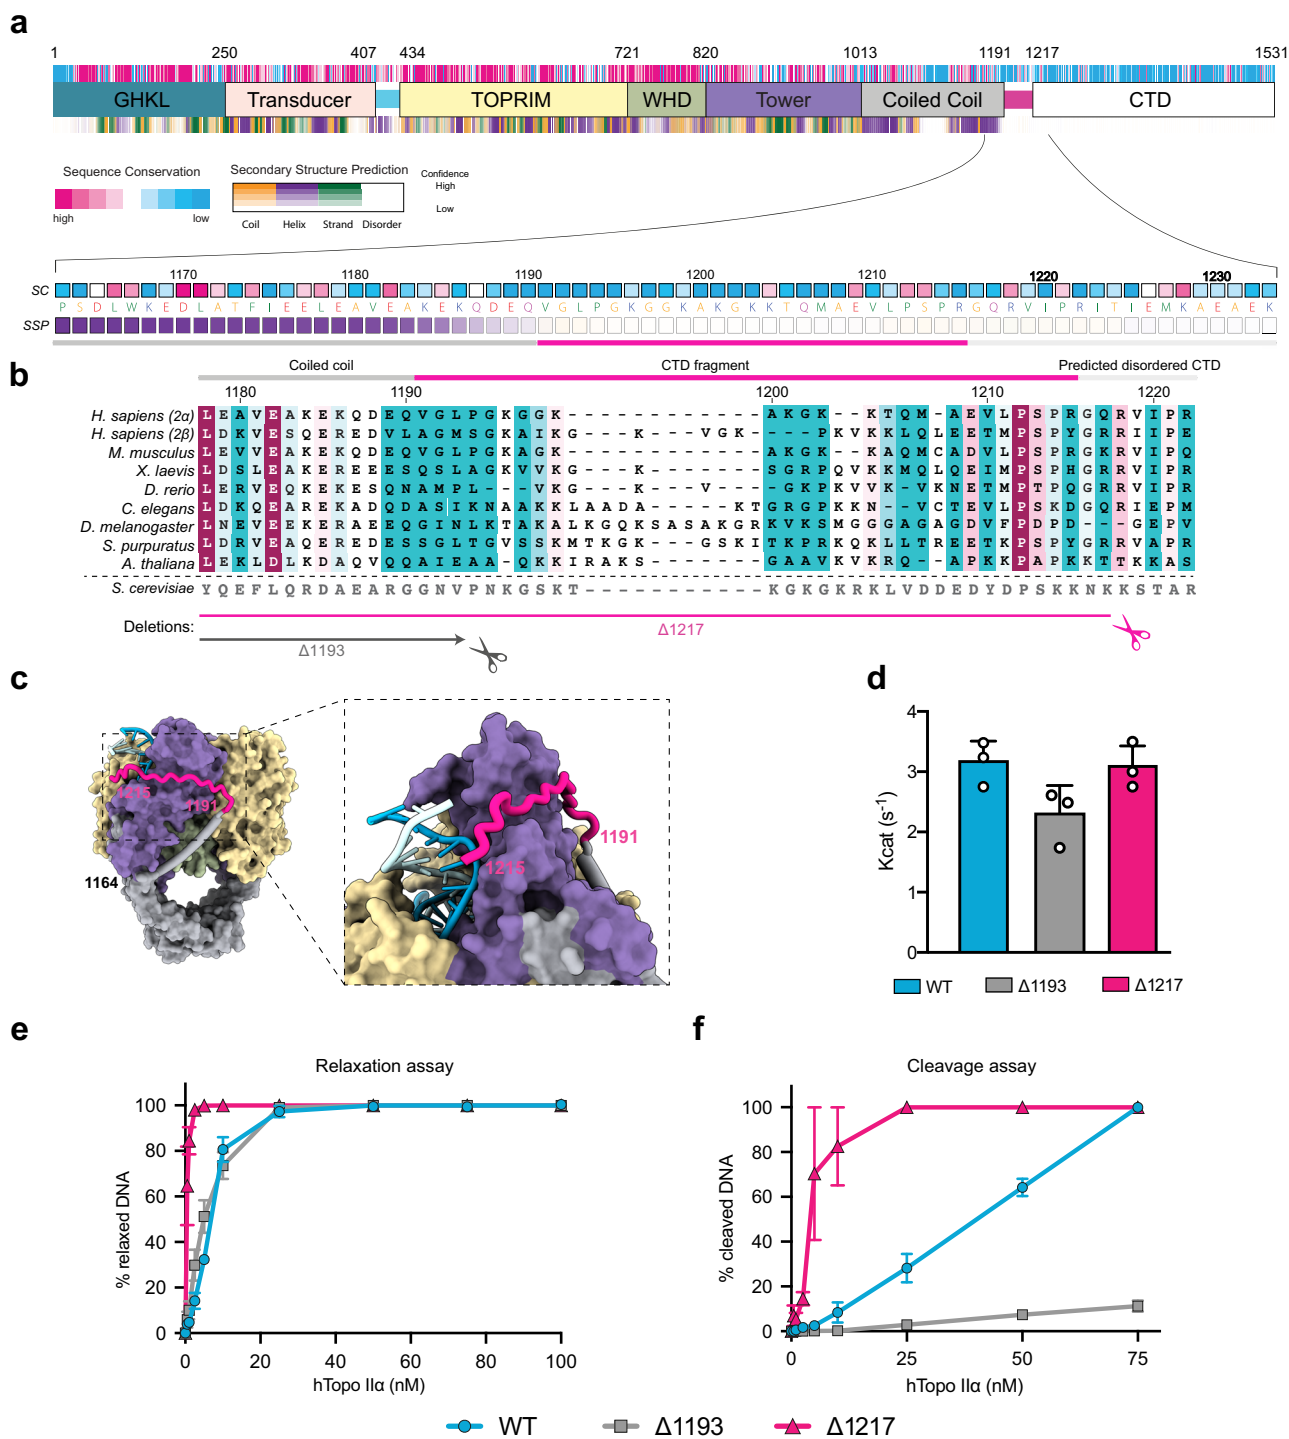 a
1 250 407 434 721 820 1013 1191 1217 1531
GHKL Transducer TOPRIM WHD Tower Coiled Coil CTD
Sequence Conservation
high low
Secondary Structure Prediction
Confidence
High
Low
Coil Helix Strand Disorder
1170 1180 1190 1200 1210 1220 1230
SC
P S D L W K E D L A T F I E E L E A V E A K E K Q D E Q V G L P G K G G K A K G K K T Q M A E V L P S P R G Q R V I P R I T I E M K A E A E K
SSP
b
Coiled coil CTD fragment Predicted disordered CTD
1180 1190 1200 1210 1220
H. sapiens (2α) L E A V E A K E K Q D E Q V G L P G K G G K - - - - - - - - - - - - A K G K - - K T Q M - A E V L P S P R G Q R V I P R
H. sapiens (2β) L D K V E S Q E R E D V L A G M S G K A I K G - - - K - - - V G K - - - - P K V K K L Q L E E T M P S P Y G R R I I P E
M. musculus L E V V E A K E K E Q E Q V G L P G K A G K - - - - - - - - - - - - A K G K - - K A Q M C A D V L P S P R G K R V I P Q
X. laevis L D S L E A K E R E E E S Q S L A G K V V K G - - - K - - - - - - - S G R P Q V K K M Q L Q E I M P S P H G R R V I P R
D. rerio L E R V E Q K E K E S Q N A M P L - - - V K G - - - K - - - V - - - - G K P K V V K - V K N E T M P T P Q G R R V I P R
C. elegans L D K Q E A E R E K A D Q D A S I K N A A K K L A A D A - - - - K T G R G P S M K K N - - V C T E V L P S K D G R R V I P R
D. melanogaster L N E V E E K E R A E E Q G I N L K T A K A L K G Q K S A S A K G R K V K S M G G G A G A G D V F P D P D - - G E P V
S. purpuratus L D R V E A Q E R E D E S S G L T G V S S K M T K G K - - - G S K I T K P R K Q K L L T R E E T K P S P Y G R R V A P R
A. thaliana L E K L D L K D A Q V Q Q A I E A A Q K K I R A K S - - - - - - - G A A V K V K R Q - A P K K P A P K K T T K K A S
S. cerevisiae Y Q E F L Q R D A E A R G G N V P N K G S K T - - - - - - - - - - - K G K G K R K L V D D E D Y D P S K K N K K S T A R
Deletions:
Δ1217
Δ1193
c
1215 1191
1164
1191
1215
d
Kcat (s⁻¹)
4
3
2
1
0
WT Δ1193 Δ1217
e
Relaxation assay
% relaxed DNA
100
80
60
40
20
0
0 20 40 60 80 100
hTopo IIα (nM)
f
Cleavage assay
% cleaved DNA
100
80
60
40
20
0
0 25 50 75
hTopo IIα (nM)
WT Δ1193 Δ1217